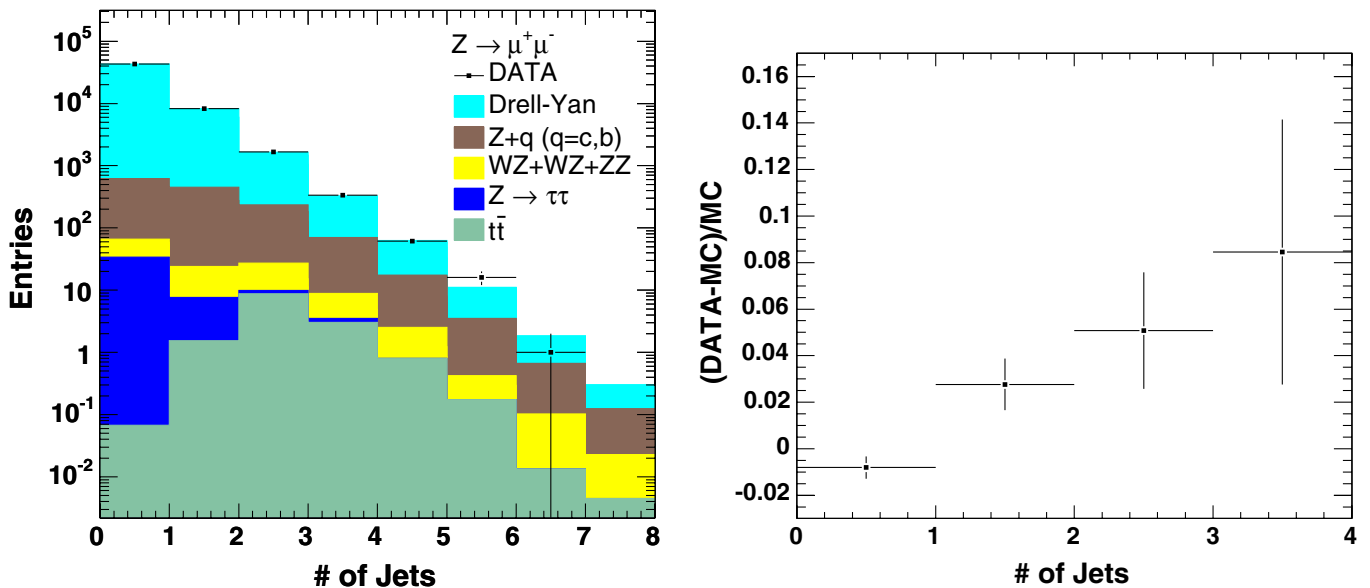 Z → μ⁺μ⁻
DATA
Drell-Yan
Z+q (q=c,b)
WZ+WZ+ZZ
Z → ττ
tt̄
Entries
10⁵
10⁴
10³
10²
10
1
10⁻¹
10⁻²
0 1 2 3 4 5 6 7 8
# of Jets
(DATA-MC)/MC
0.16
0.14
0.12
0.1
0.08
0.06
0.04
0.02
0
-0.02
0 1 2 3 4
# of Jets